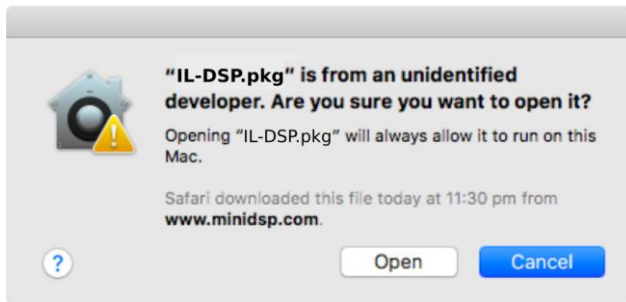 “IL-DSP.pkg” is from an unidentified
developer. Are you sure you want to open it?
Opening “IL-DSP.pkg” will always allow it to run on this
Mac.
Safari downloaded this file today at 11:30 pm from
www.minidsp.com.
?
Open
Cancel